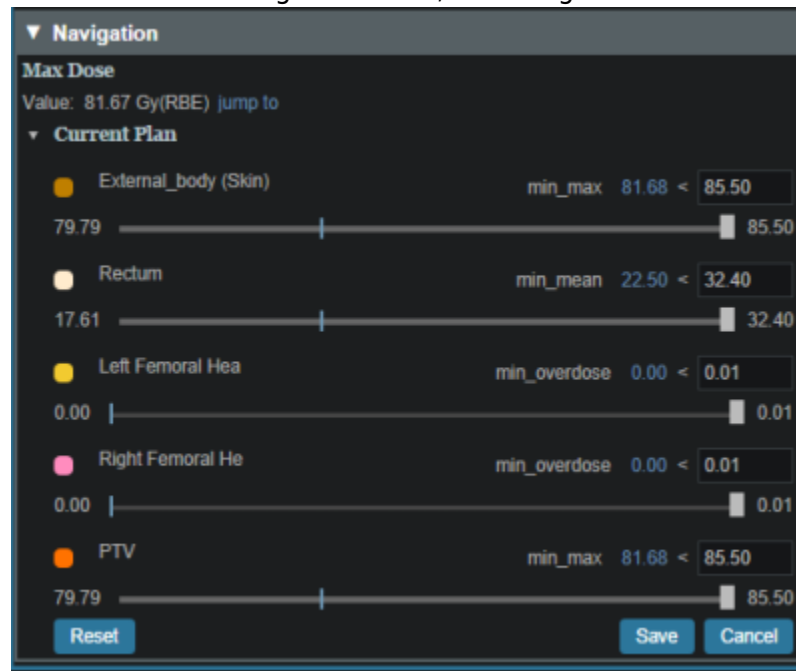 ▼ Navigation
Max Dose
Value: 81.67 Gy(RBE) jump to
▾ Current Plan
External_body (Skin) min_max 81.68 < 85.50
79.79 85.50
Rectum min_mean 22.50 < 32.40
17.61 32.40
Left Femoral Hea min_overdose 0.00 < 0.01
0.00 0.01
Right Femoral He min_overdose 0.00 < 0.01
0.00 0.01
PTV min_max 81.68 < 85.50
79.79 85.50
Reset Save Cancel